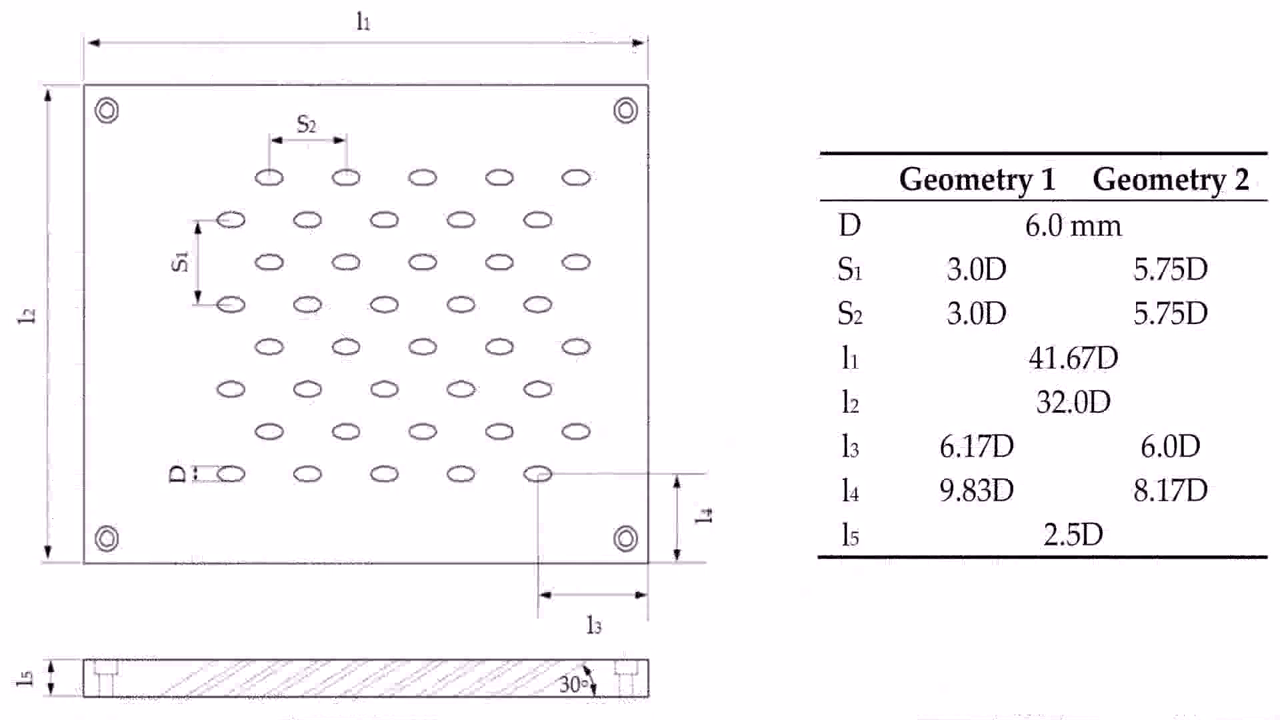 l1
S2
S1
l2
D
l4
l3
l5
30°
Geometry 1 Geometry 2
D 6.0 mm
S1 3.0D 5.75D
S2 3.0D 5.75D
l1 41.67D
l2 32.0D
l3 6.17D 6.0D
l4 9.83D 8.17D
l5 2.5D